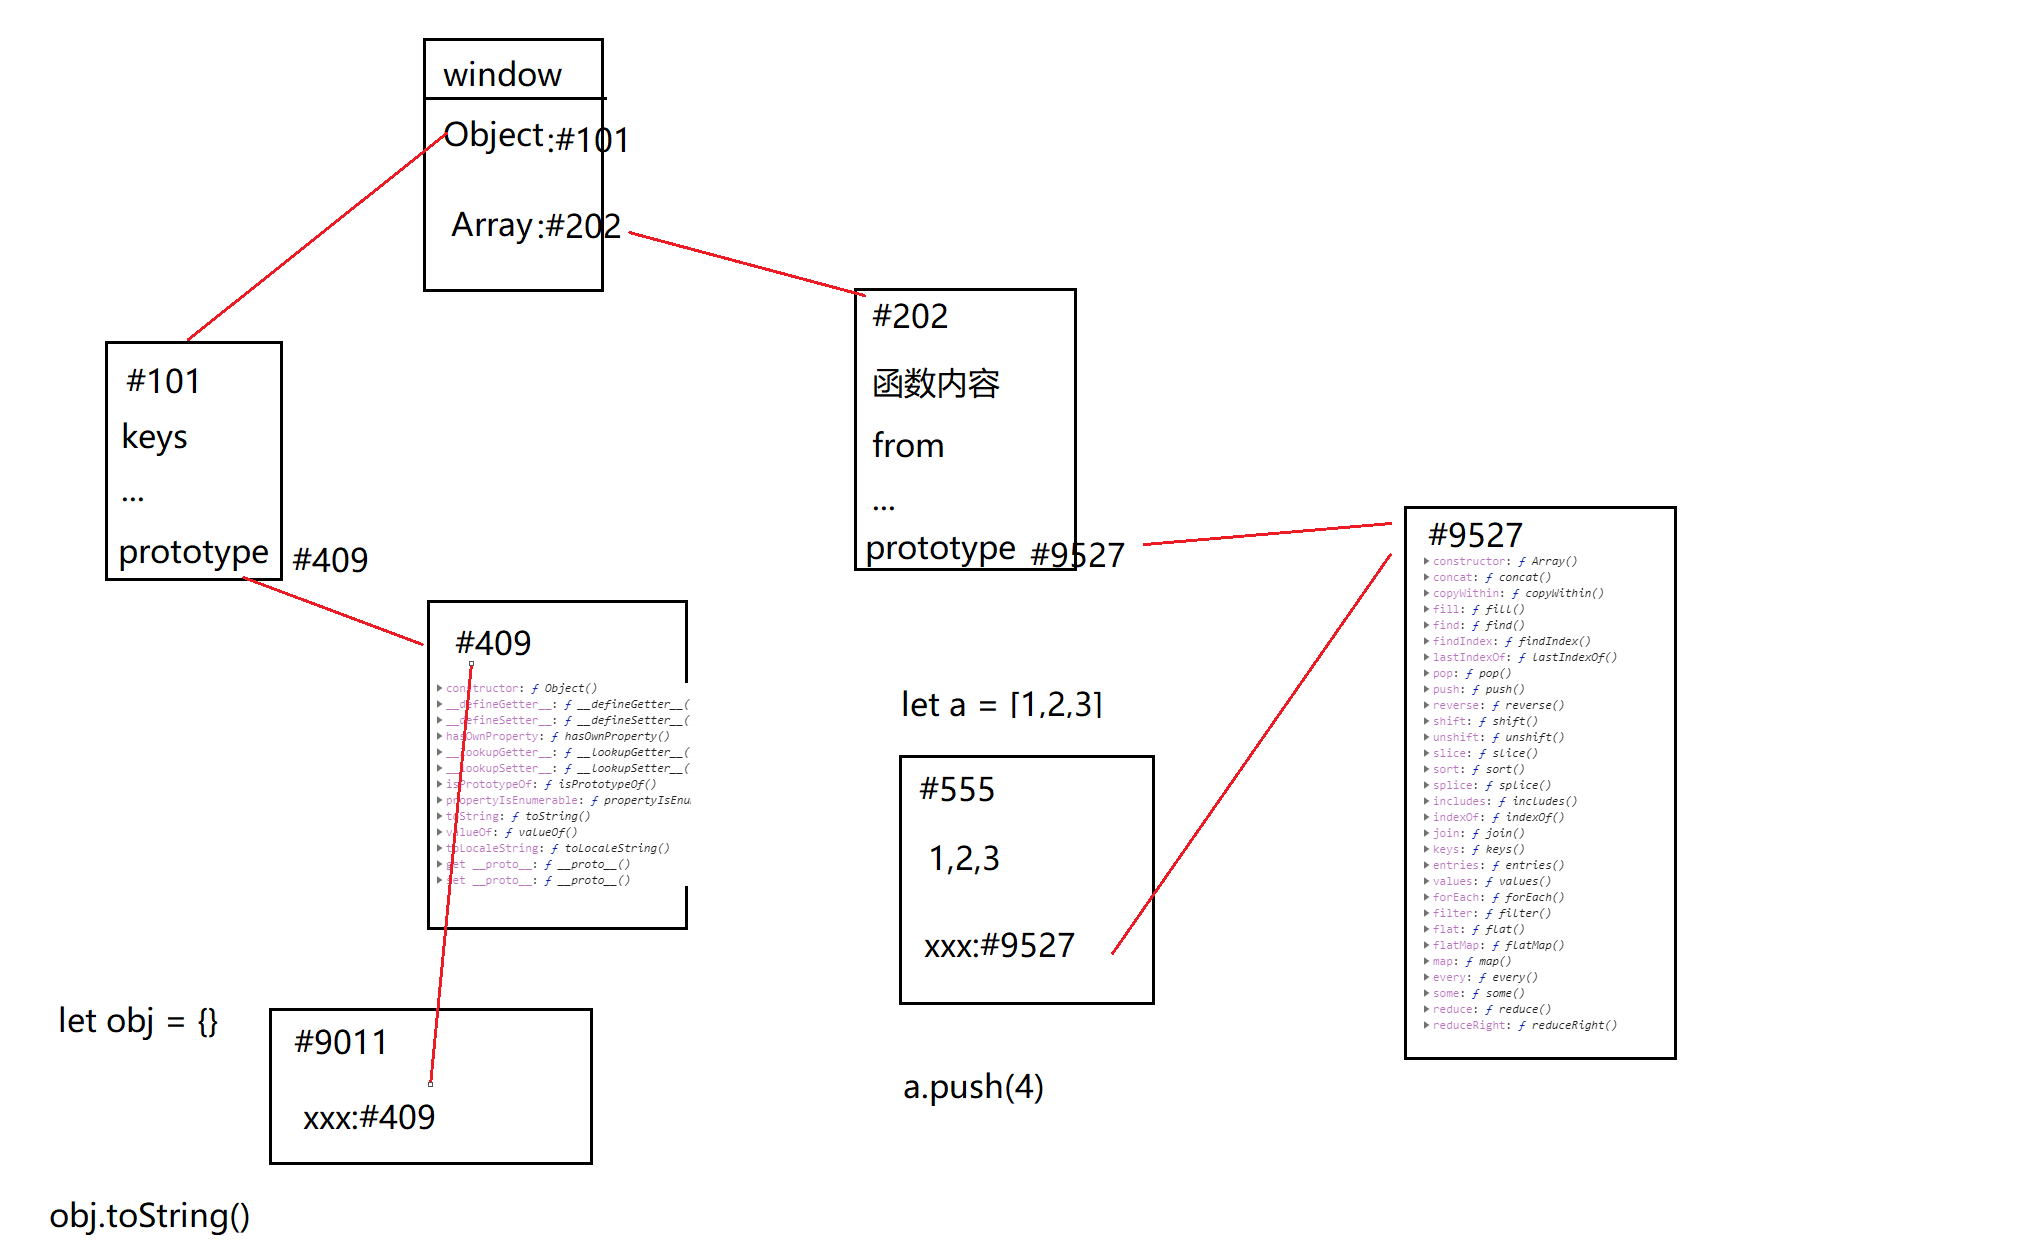 window
Object:#101
Array:#202
#101
keys
...
prototype #409
#202
函数内容
from
...
prototype #9527
#409
constructor: ƒ Object()
__defineGetter__: ƒ __defineGetter__(
__defineSetter__: ƒ __defineSetter__(
hasOwnProperty: ƒ hasOwnProperty()
__lookupGetter__: ƒ __lookupGetter__(
__lookupSetter__: ƒ __lookupSetter__(
isPrototypeOf: ƒ isPrototypeOf()
propertyIsEnumerable: ƒ propertyIsEnu
toString: ƒ toString()
valueOf: ƒ valueOf()
toLocaleString: ƒ toLocaleString()
get __proto__: ƒ __proto__()
set __proto__: ƒ __proto__()
let obj = {}
#9011
xxx:#409
obj.toString()
let a = [1,2,3]
#555
1,2,3
xxx:#9527
a.push(4)
#9527
constructor: ƒ Array()
concat: ƒ concat()
copyWithin: ƒ copyWithin()
fill: ƒ fill()
find: ƒ find()
findIndex: ƒ findIndex()
lastIndexOf: ƒ lastIndexOf()
pop: ƒ pop()
push: ƒ push()
reverse: ƒ reverse()
shift: ƒ shift()
unshift: ƒ unshift()
slice: ƒ slice()
sort: ƒ sort()
splice: ƒ splice()
includes: ƒ includes()
indexOf: ƒ indexOf()
join: ƒ join()
keys: ƒ keys()
entries: ƒ entries()
values: ƒ values()
forEach: ƒ forEach()
filter: ƒ filter()
flat: ƒ flat()
flatMap: ƒ flatMap()
map: ƒ map()
every: ƒ every()
some: ƒ some()
reduce: ƒ reduce()
reduceRight: ƒ reduceRight()